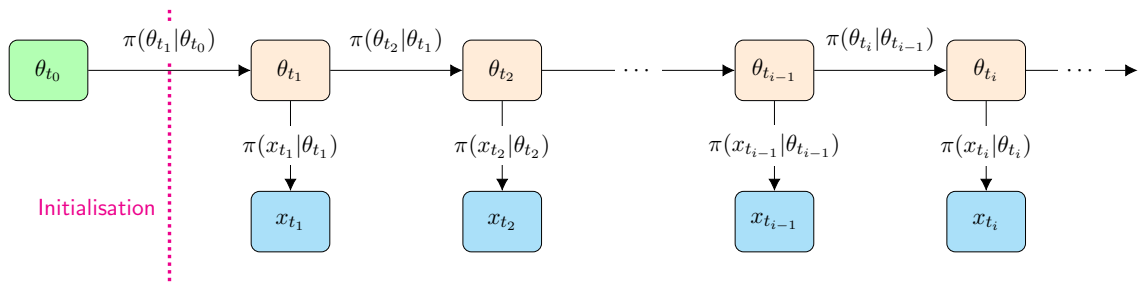 π(θ_{t_1}|θ_{t_0}) π(θ_{t_2}|θ_{t_1}) π(θ_{t_i}|θ_{t_{i−1}})
θ_{t_0} θ_{t_1} θ_{t_2} ··· θ_{t_{i−1}} θ_{t_i} ···
π(x_{t_1}|θ_{t_1}) π(x_{t_2}|θ_{t_2}) π(x_{t_{i−1}}|θ_{t_{i−1}}) π(x_{t_i}|θ_{t_i})
Initialisation
x_{t_1} x_{t_2} x_{t_{i−1}} x_{t_i}